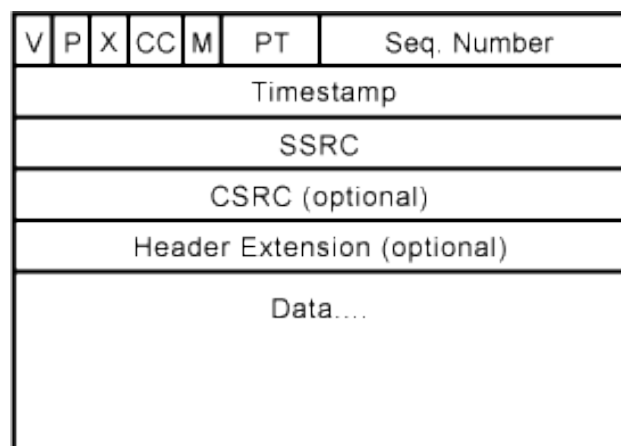 V P X CC M PT Seq. Number
Timestamp
SSRC
CSRC (optional)
Header Extension (optional)
Data....